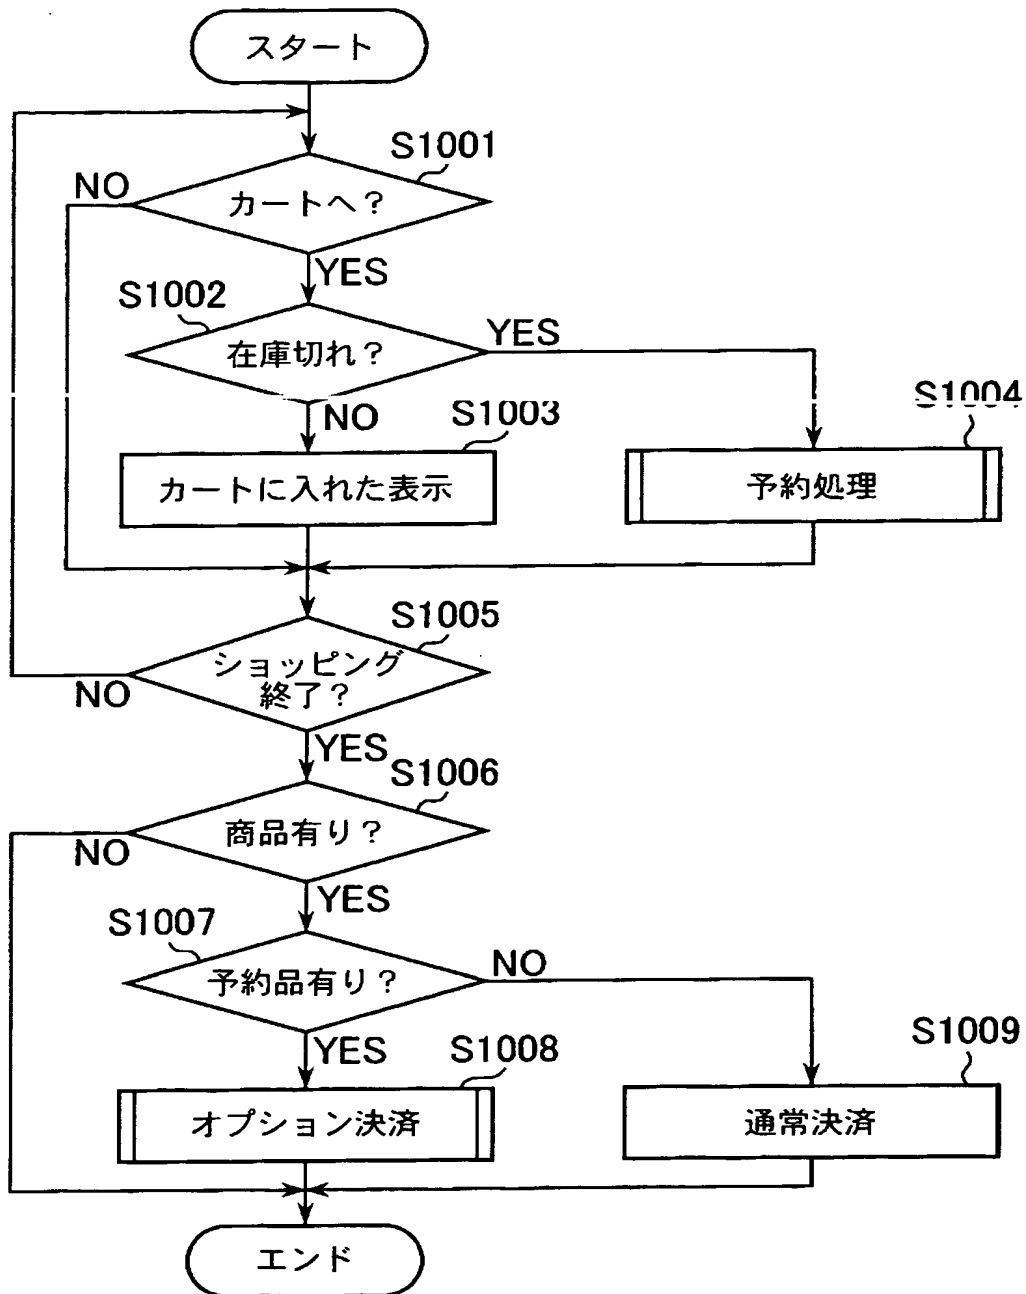 スタート
S1001
NO
カートへ?
YES
S1002
在庫切れ?
YES
NO
S1003
S1004
カートに入れた表示
予約処理
S1005
ショッピング
終了?
NO
YES
S1006
商品有り?
NO
YES
S1007
予約品有り?
NO
YES
S1008
S1009
オプション決済
通常決済
エンド